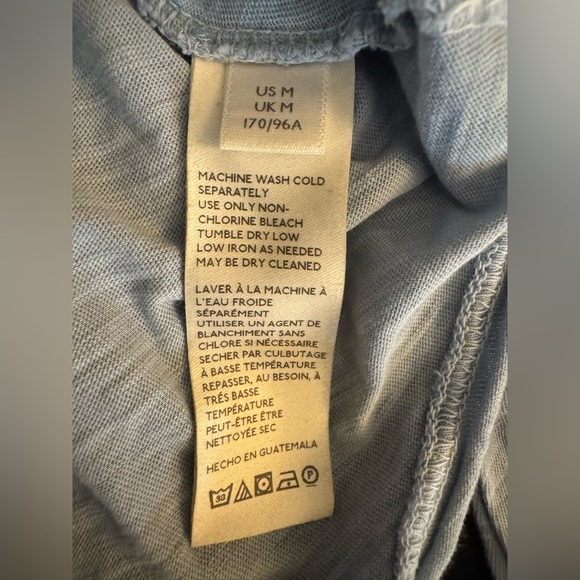 US M
UK M
170/96A
MACHINE WASH COLD
SEPARATELY
USE ONLY NON-
CHLORINE BLEACH
TUMBLE DRY LOW
LOW IRON AS NEEDED
MAY BE DRY CLEANED
LAVER À LA MACHINE À
L'EAU FROIDE
SÉPARÉMENT
UTILISER UN AGENT DE
BLANCHIMENT SANS
CHLORE SI NÉCESSAIRE
SECHER PAR CULBUTAGE
À BASSE TEMPÉRATURE
REPASSER, AU BESOIN, À
TRÉS BASSE
TEMPÉRATURE
PEUT-ÊTRE ÊTRE
NETTOYÉE SEC
HECHO EN GUATEMALA
30 P